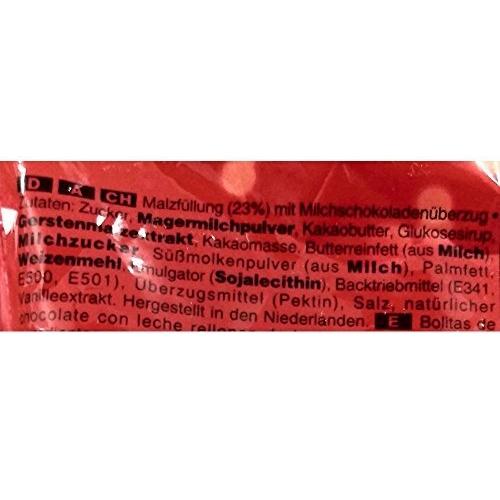 D A CH Malzfüllung (23%) mit Milchschokoladenüberzug -
Zutaten: Zucker, Magermilchpulver, Kakaobutter, Glukosesirup,
Gerstenmalzextrakt, Kakaomasse, Butterreinfett (aus Milch),
Milchzucker, Süßmolkenpulver (aus Milch), Palmfett,
Weizenmehl, Emulgator (Sojalecithin), Backtriebmittel (E341,
E500, E501), Überzugsmittel (Pektin), Salz, natürlicher
Vanilleextrakt. Hergestellt in den Niederlanden. E Bolitas de
chocolate con leche